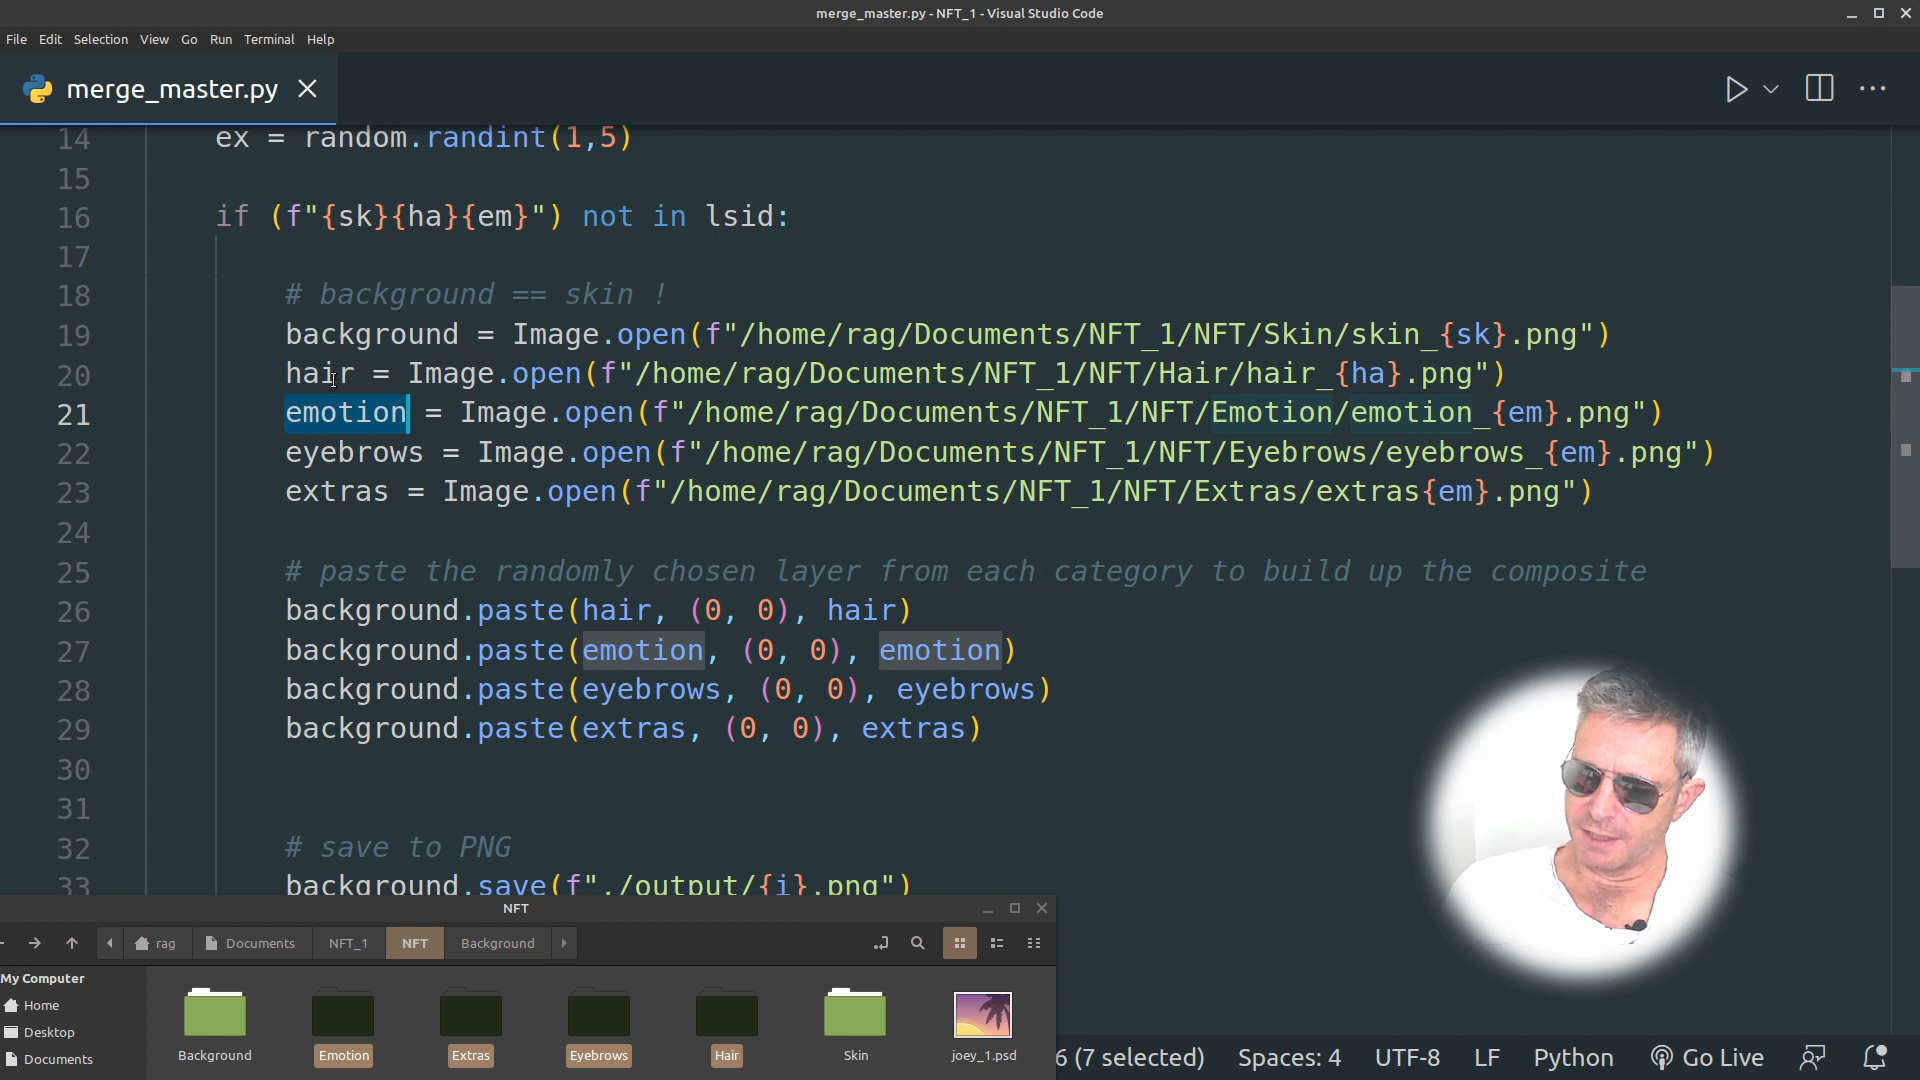 merge_master.py - NFT_1 - Visual Studio Code
File Edit Selection View Go Run Terminal Help
merge_master.py
14 ex = random.randint(1,5)
15
16 if (f"{sk}{ha}{em}") not in lsid:
17
18 # background == skin !
19 background = Image.open(f"/home/rag/Documents/NFT_1/NFT/Skin/skin_{sk}.png")
20 hair = Image.open(f"/home/rag/Documents/NFT_1/NFT/Hair/hair_{ha}.png")
21 emotion = Image.open(f"/home/rag/Documents/NFT_1/NFT/Emotion/emotion_{em}.png")
22 eyebrows = Image.open(f"/home/rag/Documents/NFT_1/NFT/Eyebrows/eyebrows_{em}.png")
23 extras = Image.open(f"/home/rag/Documents/NFT_1/NFT/Extras/extras{em}.png")
24
25 # paste the randomly chosen layer from each category to build up the composite
26 background.paste(hair, (0, 0), hair)
27 background.paste(emotion, (0, 0), emotion)
28 background.paste(eyebrows, (0, 0), eyebrows)
29 background.paste(extras, (0, 0), extras)
30
31
32 # save to PNG
33 background.save(f"./output/{i}.png")
NFT
rag Documents NFT_1 NFT Background
My Computer
Home
Desktop
Documents
Background Emotion Extras Eyebrows Hair Skin joey_1.psd
6 (7 selected) Spaces: 4 UTF-8 LF Python Go Live